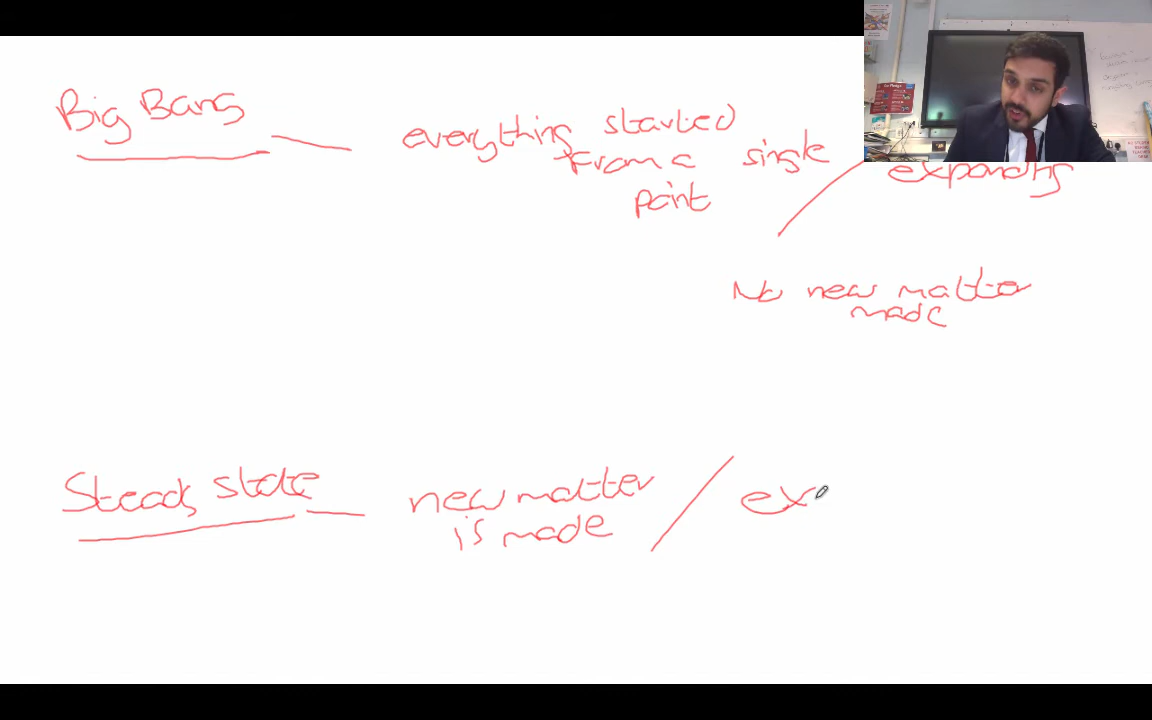 Big Bang
everything started
from a single
point
expanding
No new matter
made
Steady state
new matter
is made
ex